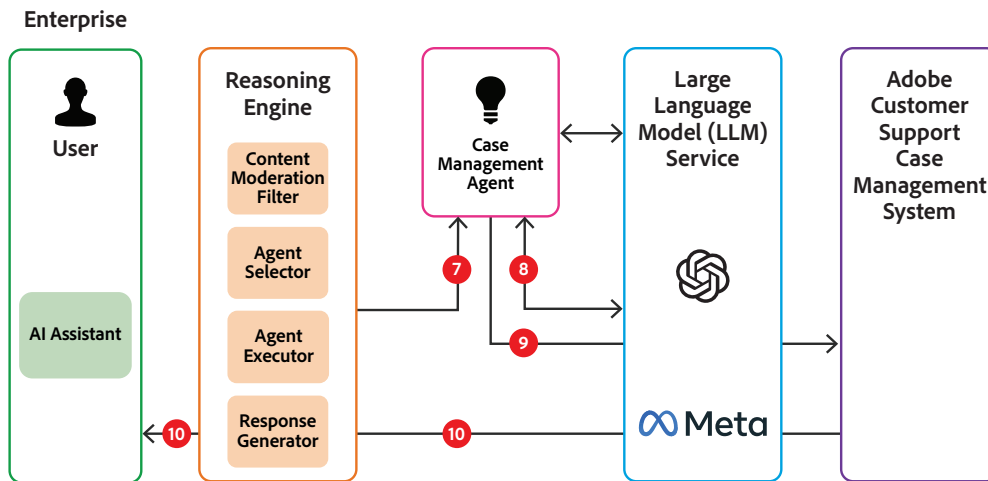 Enterprise
User
AI Assistant
Reasoning
Engine
Content
Moderation
Filter
Agent
Selector
Agent
Executor
Response
Generator
Case
Management
Agent
Large
Language
Model (LLM)
Service
Meta
Adobe
Customer
Support
Case
Management
System
7
8
9
10
10